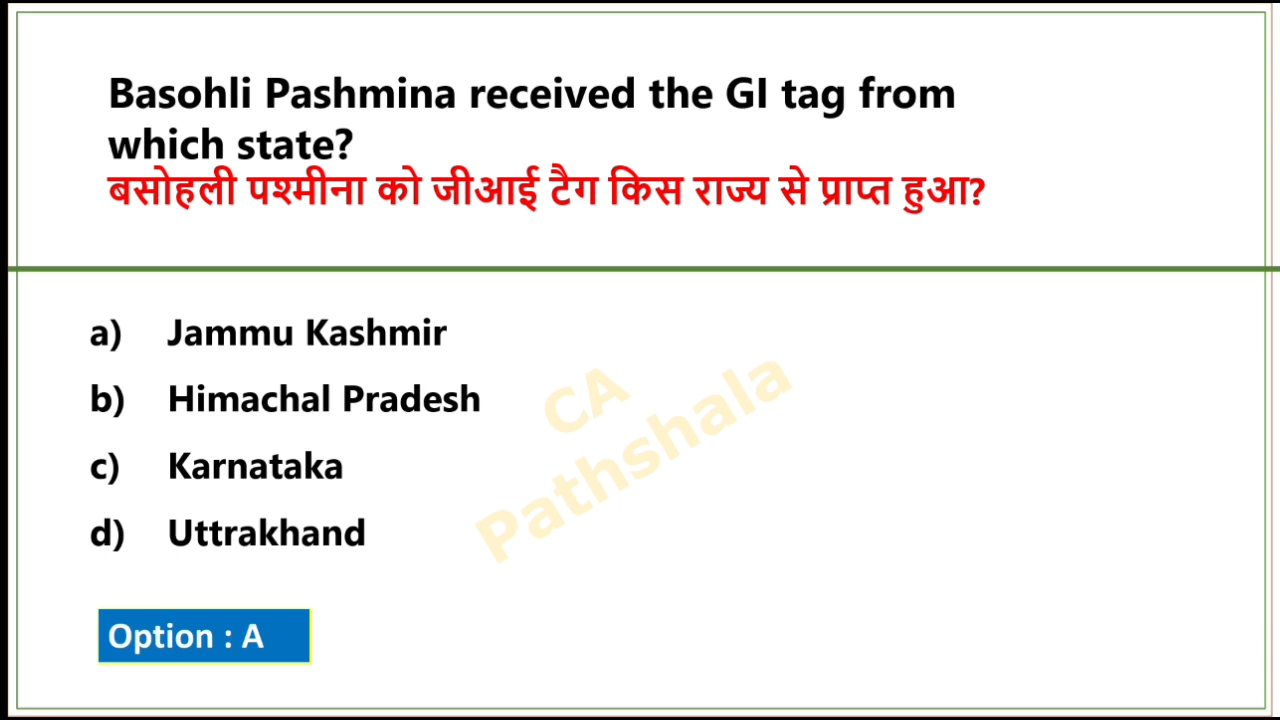 Basohli Pashmina received the GI tag from
which state?
बसोहली पश्मीना को जीआई टैग किस राज्य से प्राप्त हुआ?
a) Jammu Kashmir
b) Himachal Pradesh
c) Karnataka
d) Uttrakhand
CA
Pathshala
Option : A